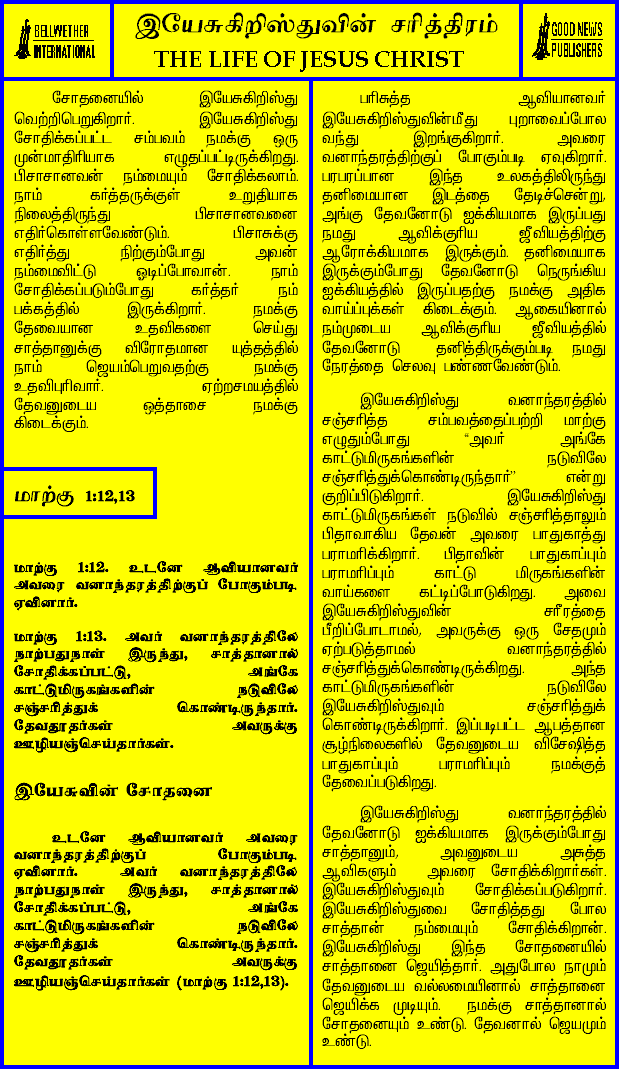 BELLWETHER
INTERNATIONAL
இயேசுகிறிஸ்துவின் சரித்திரம்
THE LIFE OF JESUS CHRIST
GOOD NEWS
PUBLISHERS
சோதனையில் இயேசுகிறிஸ்து
வெற்றிபெறுகிறார். இயேசுகிறிஸ்து
சோதிக்கப்பட்ட சம்பவம் நமக்கு ஒரு
முன்மாதிரியாக எழுதப்பட்டிருக்கிறது.
பிசாசானவன் நம்மையும் சோதிக்கலாம்.
நாம் கர்த்தருக்குள் உறுதியாக
நிலைத்திருந்து பிசாசானவனை
எதிர்கொள்ளவேண்டும். பிசாசுக்கு
எதிர்த்து நிற்கும்போது அவன்
நம்மைவிட்டு ஓடிப்போவான். நாம்
சோதிக்கப்படும்போது கர்த்தர் நம்
பக்கத்தில் இருக்கிறார். நமக்கு
தேவையான உதவிகளை செய்து
சாத்தானுக்கு விரோதமான யுத்தத்தில்
நாம் ஜெயம்பெறுவதற்கு நமக்கு
உதவிபுரிவார். ஏற்றசமயத்தில்
தேவனுடைய ஒத்தாசை நமக்கு
கிடைக்கும்.
மாற்கு 1:12,13
மாற்கு 1:12. உடனே ஆவியானவர்
அவரை வனாந்தரத்திற்குப் போகும்படி
ஏவினார்.
மாற்கு 1:13. அவர் வனாந்தரத்திலே
நாற்பதுநாள் இருந்து, சாத்தானால்
சோதிக்கப்பட்டு, அங்கே
காட்டுமிருகங்களின் நடுவிலே
சஞ்சரித்துக் கொண்டிருந்தார்.
தேவதூதர்கள் அவருக்கு
ஊழியஞ்செய்தார்கள்.
இயேசுவின் சோதனை
உடனே ஆவியானவர் அவரை
வனாந்தரத்திற்குப் போகும்படி
ஏவினார். அவர் வனாந்தரத்திலே
நாற்பதுநாள் இருந்து, சாத்தானால்
சோதிக்கப்பட்டு, அங்கே
காட்டுமிருகங்களின் நடுவிலே
சஞ்சரித்துக் கொண்டிருந்தார்.
தேவதூதர்கள் அவருக்கு
ஊழியஞ்செய்தார்கள் (மாற்கு 1:12,13).
பரிசுத்த ஆவியானவர்
இயேசுகிறிஸ்துவின்மீது புறாவைப்போல
வந்து இறங்குகிறார். அவரை
வனாந்தரத்திற்குப் போகும்படி ஏவுகிறார்.
பரபரப்பான இந்த உலகத்திலிருந்து
தனிமையான இடத்தை தேடிச்சென்று,
அங்கு தேவனோடு ஐக்கியமாக இருப்பது
நமது ஆவிக்குரிய ஜீவியத்திற்கு
ஆரோக்கியமாக இருக்கும். தனிமையாக
இருக்கும்போது தேவனோடு நெருங்கிய
ஐக்கியத்தில் இருப்பதற்கு நமக்கு அதிக
வாய்ப்புக்கள் கிடைக்கும். ஆகையினால்
நம்முடைய ஆவிக்குரிய ஜீவியத்தில்
தேவனோடு தனித்திருக்கும்படி நமது
நேரத்தை செலவு பண்ணவேண்டும்.
இயேசுகிறிஸ்து வனாந்தரத்தில்
சஞ்சரித்த சம்பவத்தைப்பற்றி மாற்கு
எழுதும்போது “அவர் அங்கே
காட்டுமிருகங்களின் நடுவிலே
சஞ்சரித்துக்கொண்டிருந்தார்” என்று
குறிப்பிடுகிறார். இயேசுகிறிஸ்து
காட்டுமிருகங்கள் நடுவில் சஞ்சரித்தாலும்
பிதாவாகிய தேவன் அவரை பாதுகாத்து
பராமரிக்கிறார். பிதாவின் பாதுகாப்பும்
பராமரிப்பும் காட்டு மிருகங்களின்
வாய்களை கட்டிப்போடுகிறது. அவை
இயேசுகிறிஸ்துவின் சரீரத்தை
பீறிப்போடாமல், அவருக்கு ஒரு சேதமும்
ஏற்படுத்தாமல் வனாந்தரத்தில்
சஞ்சரித்துக்கொண்டிருக்கிறது. அந்த
காட்டுமிருகங்களின் நடுவிலே
இயேசுகிறிஸ்துவும் சஞ்சரித்துக்
கொண்டிருக்கிறார். இப்படிபட்ட ஆபத்தான
சூழ்நிலைகளில் தேவனுடைய விசேஷித்த
பாதுகாப்பும் பராமரிப்பும் நமக்குத்
தேவைப்படுகிறது.
இயேசுகிறிஸ்து வனாந்தரத்தில்
தேவனோடு ஐக்கியமாக இருக்கும்போது
சாத்தானும், அவனுடைய அசுத்த
ஆவிகளும் அவரை சோதிக்கிறார்கள்.
இயேசுகிறிஸ்துவும் சோதிக்கப்படுகிறார்.
இயேசுகிறிஸ்துவை சோதித்தது போல
சாத்தான் நம்மையும் சோதிக்கிறான்.
இயேசுகிறிஸ்து இந்த சோதனையில்
சாத்தானை ஜெயித்தார். அதுபோல நாமும்
தேவனுடைய வல்லமையினால் சாத்தானை
ஜெயிக்க முடியும். நமக்கு சாத்தானால்
சோதனையும் உண்டு. தேவனால் ஜெயமும்
உண்டு.